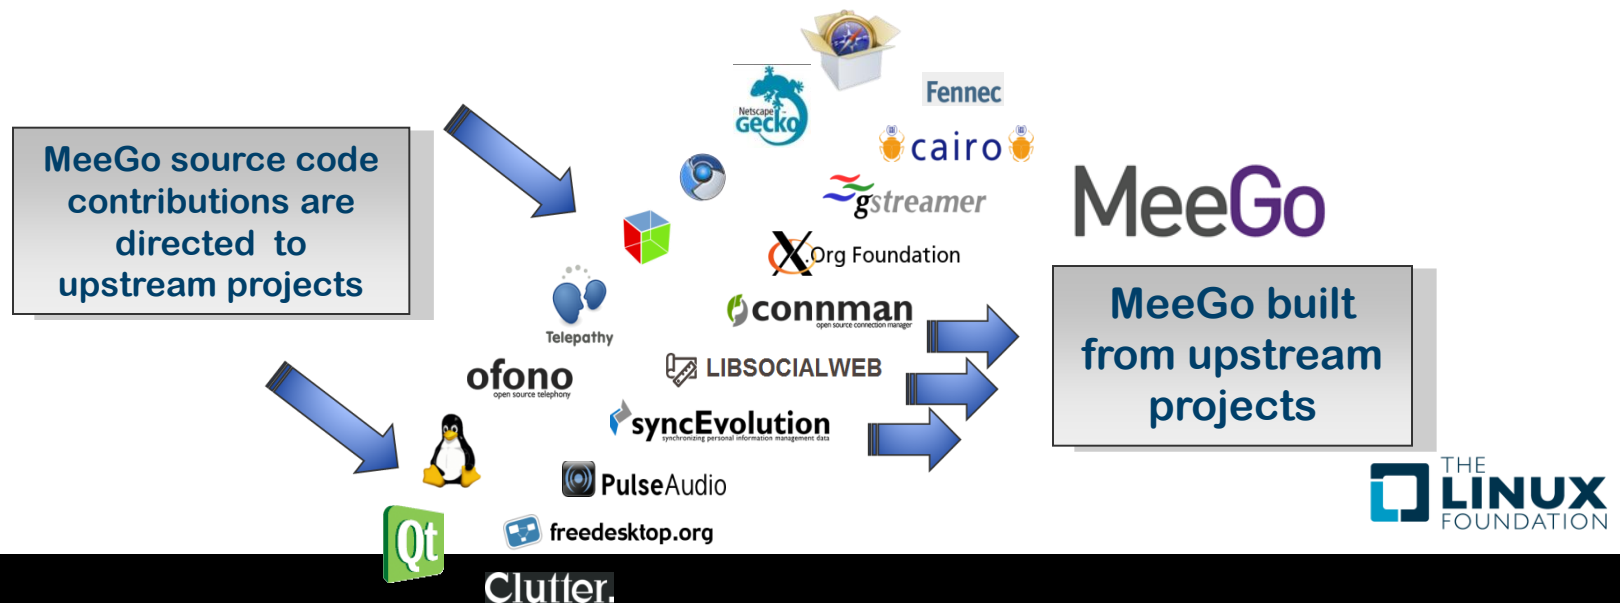 MeeGo source code
contributions are
directed to
upstream projects
Netscape
Gecko
Fennec
cairo
gstreamer
X.Org Foundation
connman
open source connection manager
Telepathy
LIBSOCIALWEB
ofono
open source telephony
syncEvolution
synchronizing personal information management data
PulseAudio
Qt
freedesktop.org
Clutter.
MeeGo
MeeGo built
from upstream
projects
THE
LINUX
FOUNDATION